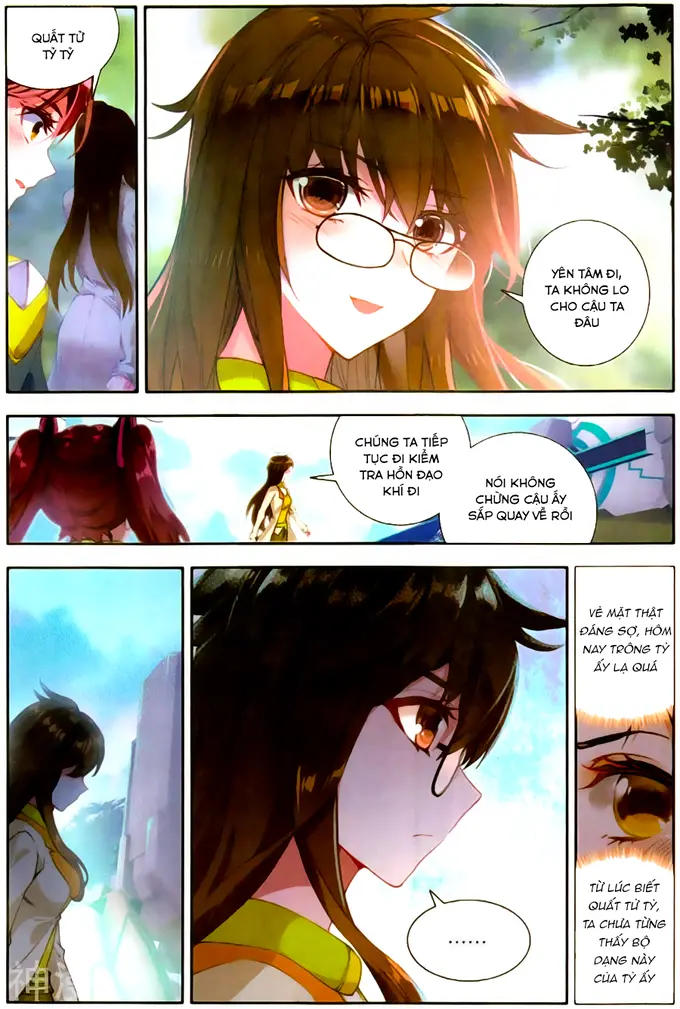 QUẤT TỬ
TỶ TỶ
YÊN TÂM ĐI,
TA KHÔNG LO
CHO CẬU TA
ĐÂU
CHÚNG TA TIẾP
TỤC ĐI KIỂM
TRA HỒN ĐẠO
KHÍ ĐI
NÓI KHÔNG
CHỪNG CẬU ẤY
SẮP QUAY VỀ RỒI
VẺ MẶT THẬT
ĐÁNG SỢ, HÔM
NAY TRÔNG TỶ
ẤY LẠ QUÁ
......
TỪ LÚC BIẾT
QUẤT TỬ TỶ,
TA CHƯA TỪNG
THẤY BỘ
DẠNG NÀY
CỦA TỶ ẤY
神漫